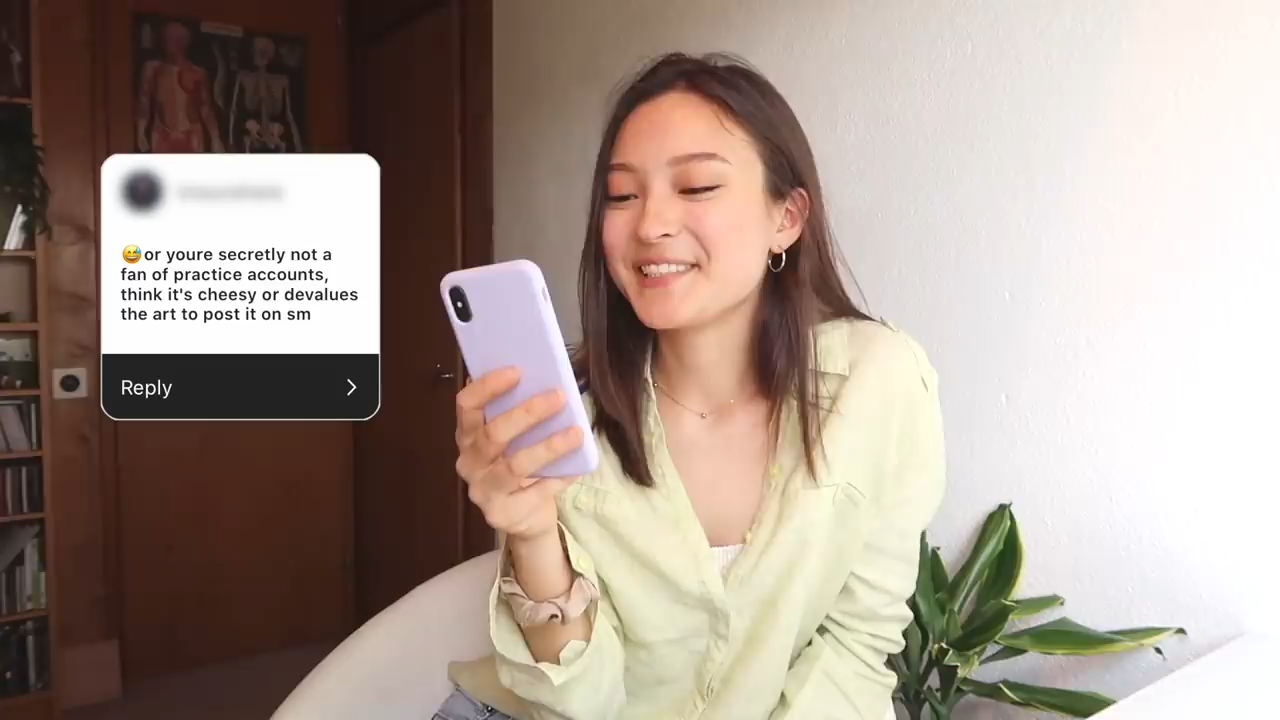 😅or youre secretly not a
fan of practice accounts,
think it's cheesy or devalues
the art to post it on sm
Reply